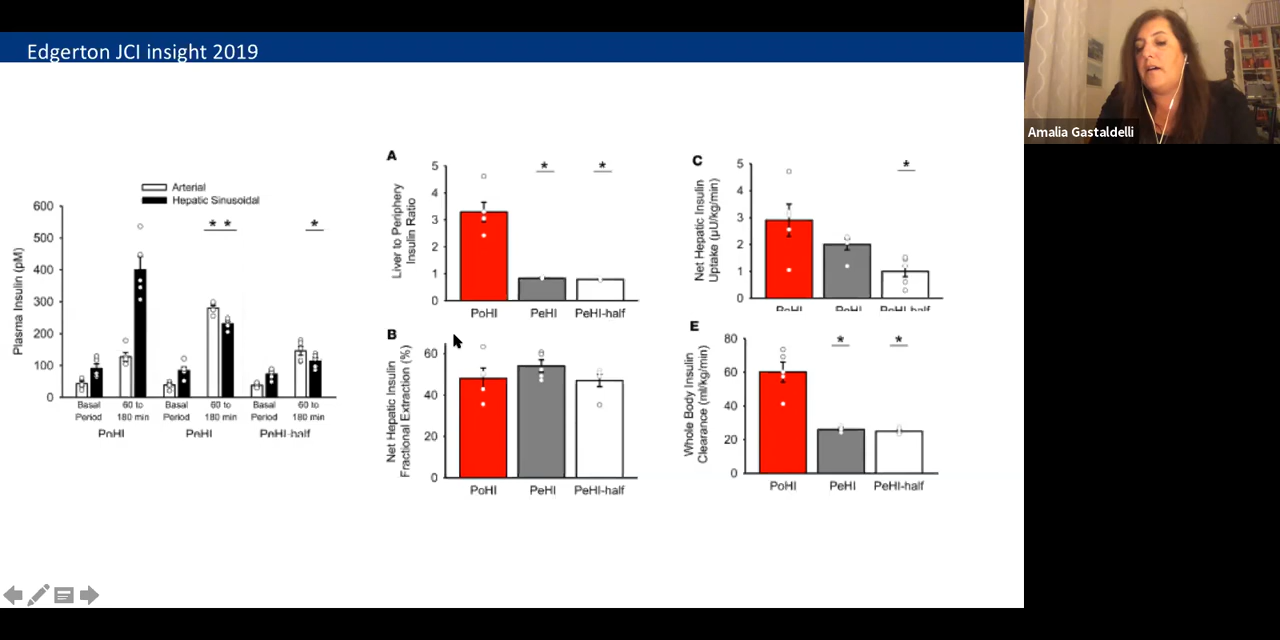 Edgerton JCI insight 2019
Amalia Gastaldelli
Arterial
Hepatic Sinusoidal
Plasma Insulin (pM)
600
500
400
300
200
100
0
* *
*
Basal Period
60 to 180 min
Basal Period
60 to 180 min
Basal Period
60 to 180 min
PeHI-half
A
Liver to Periphery
Insulin Ratio
5
4
3
2
1
0
*
*
PoHI
PeHI
PeHI-half
B
Net Hepatic Insulin
Fractional Extraction (%)
60
40
20
0
PoHI
PeHI
PeHI-half
C
Net Hepatic Insulin
Uptake (µU/kg/min)
5
4
3
2
1
0
*
PoHI
PeHI
PeHI-half
E
Whole Body Insulin
Clearance (ml/kg/min)
80
60
40
20
0
*
*
PoHI
PeHI
PeHI-half